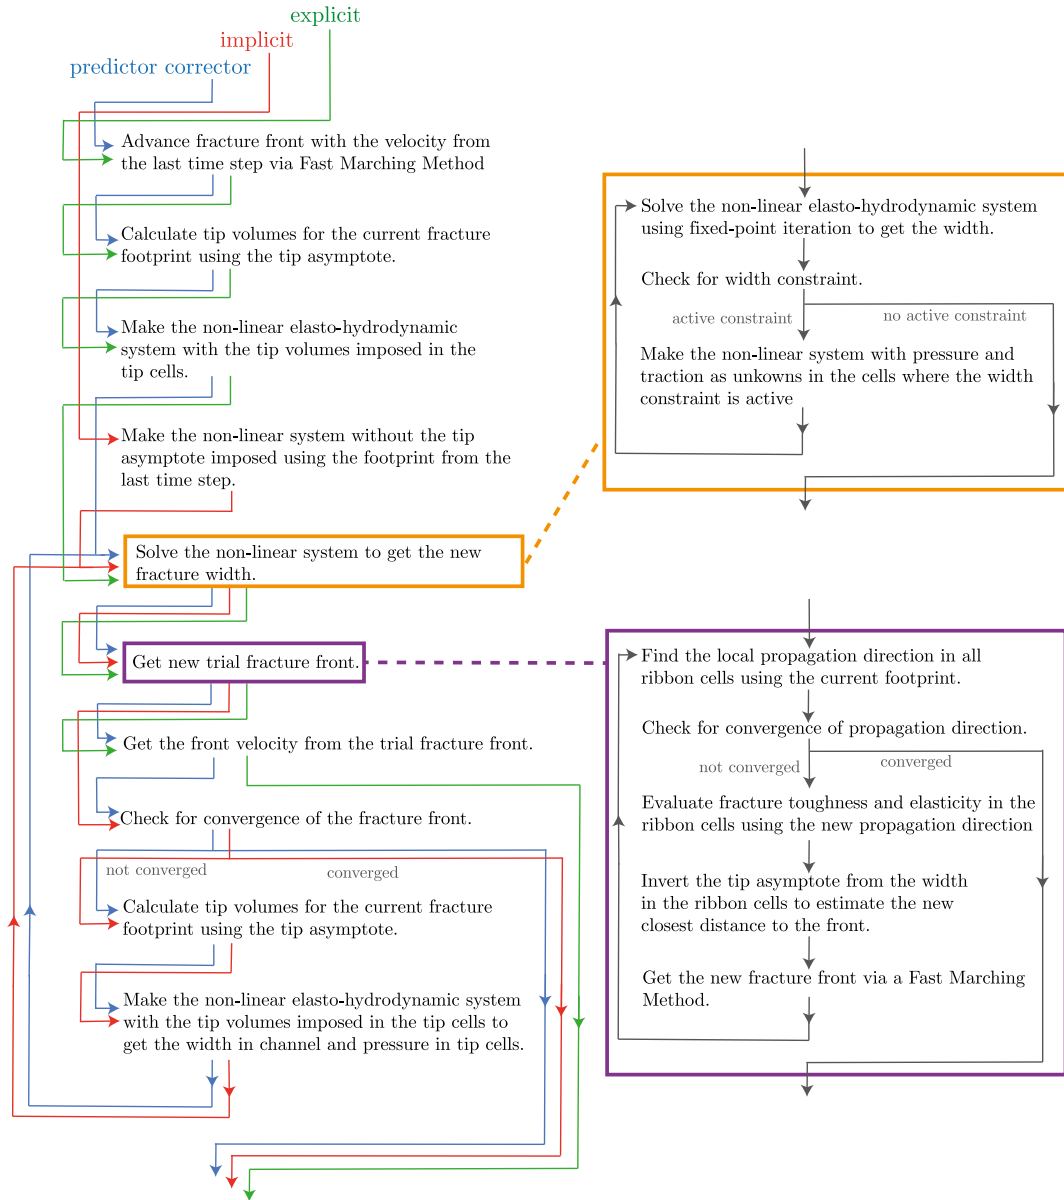 explicit
implicit
predictor corrector
Advance fracture front with the velocity from
the last time step via Fast Marching Method
Calculate tip volumes for the current fracture
footprint using the tip asymptote.
Make the non-linear elasto-hydrodynamic
system with the tip volumes imposed in the
tip cells.
Make the non-linear system without the tip
asymptote imposed using the footprint from the
last time step.
Solve the non-linear system to get the new
fracture width.
Get new trial fracture front.
Get the front velocity from the trial fracture front.
Check for convergence of the fracture front.
not converged
converged
Calculate tip volumes for the current fracture
footprint using the tip asymptote.
Make the non-linear elasto-hydrodynamic system
with the tip volumes imposed in the tip cells to
get the width in channel and pressure in tip cells.
Solve the non-linear elasto-hydrodynamic system
using fixed-point iteration to get the width.
Check for width constraint.
active constraint
no active constraint
Make the non-linear system with pressure and
traction as unkowns in the cells where the width
constraint is active
Find the local propagation direction in all
ribbon cells using the current footprint.
Check for convergence of propagation direction.
not converged
converged
Evaluate fracture toughness and elasticity in the
ribbon cells using the new propagation direction
Invert the tip asymptote from the width
in the ribbon cells to estimate the new
closest distance to the front.
Get the new fracture front via a Fast Marching
Method.